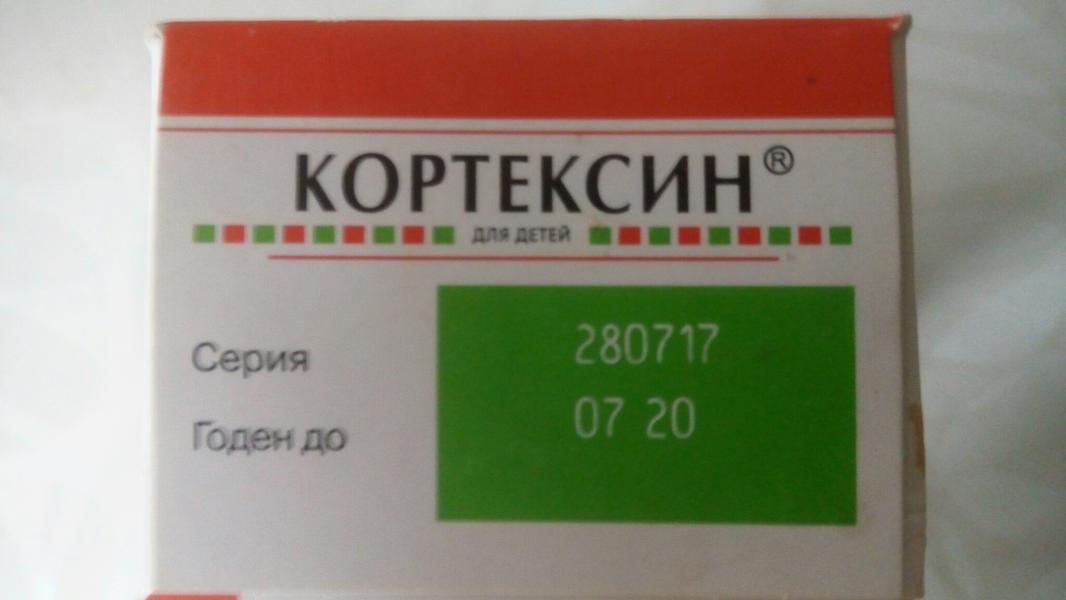 КОРТЕКСИН®
ДЛЯ ДЕТЕЙ
Серия 280717
Годен до 07 20